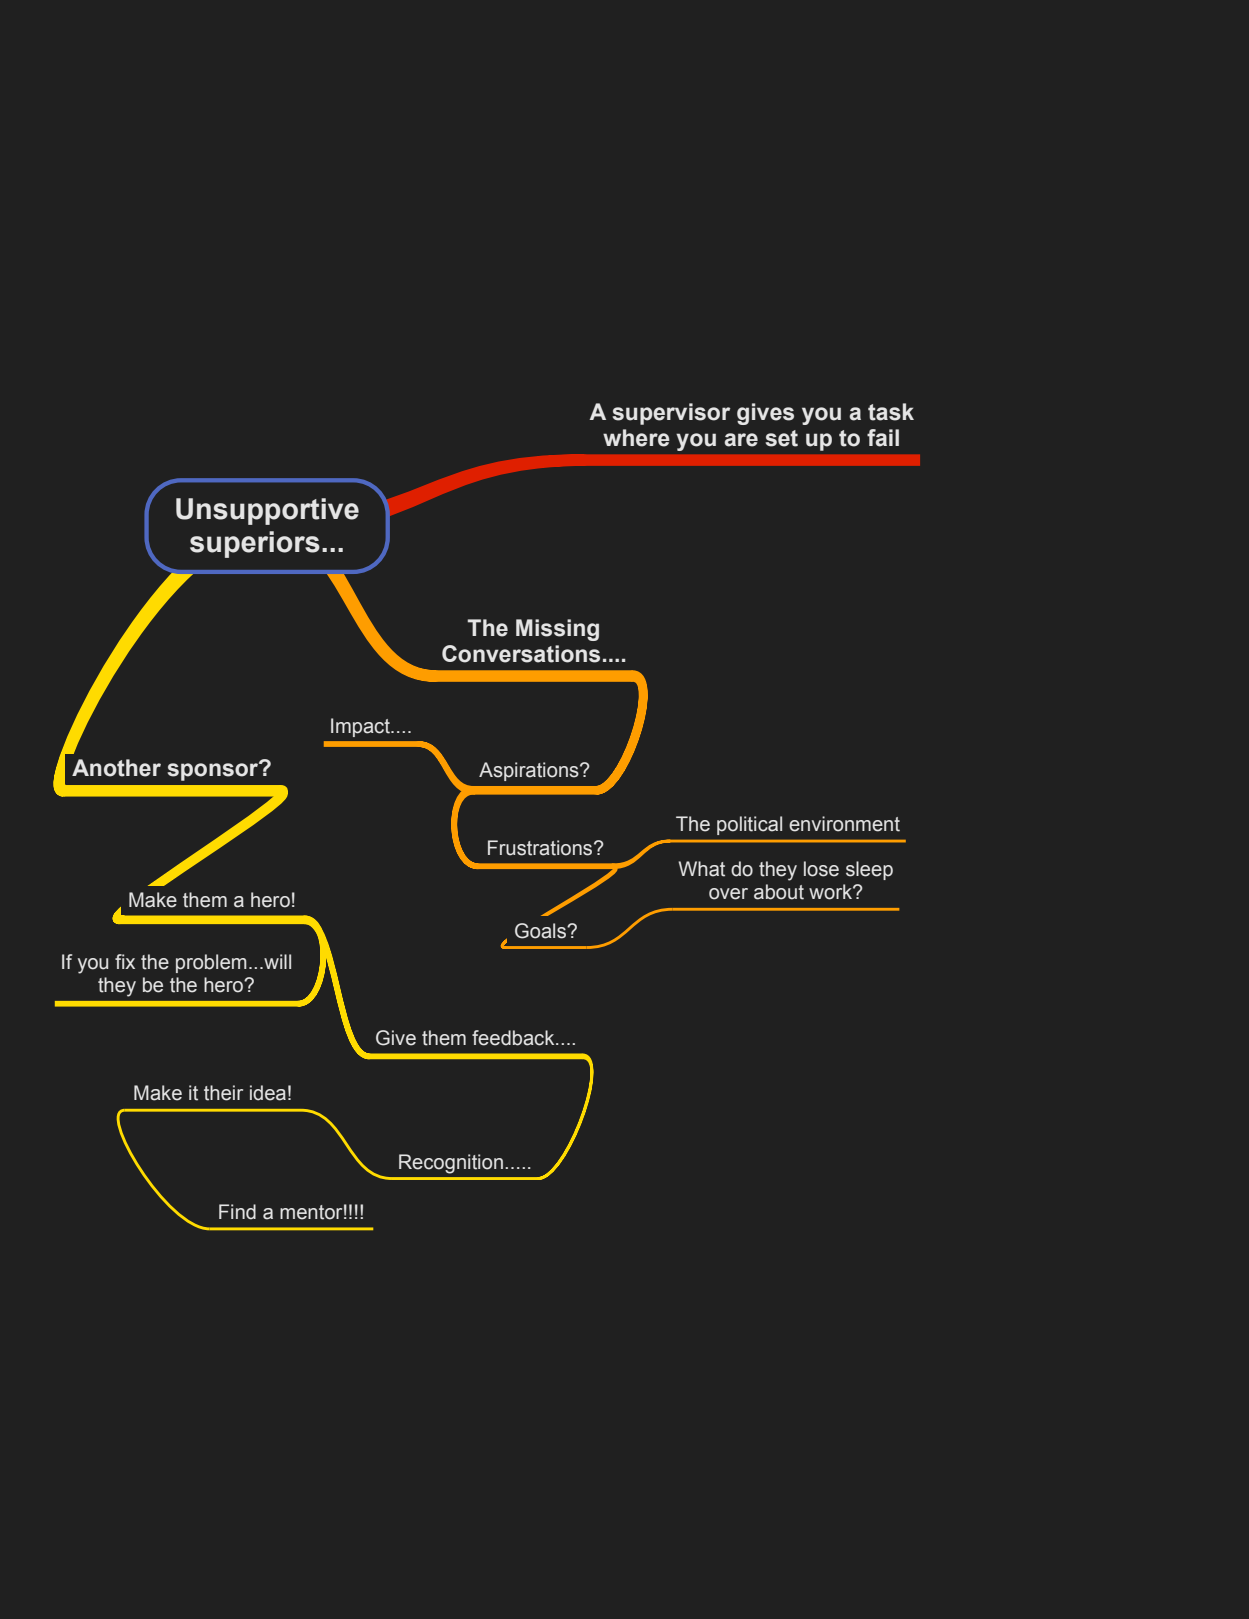 A supervisor gives you a task
where you are set up to fail
Unsupportive
superiors...
The Missing
Conversations....
Impact....
Aspirations?
Another sponsor?
The political environment
Frustrations?
What do they lose sleep
over about work?
Make them a hero!
Goals?
If you fix the problem...will
they be the hero?
Give them feedback....
Make it their idea!
Recognition.....
Find a mentor!!!!